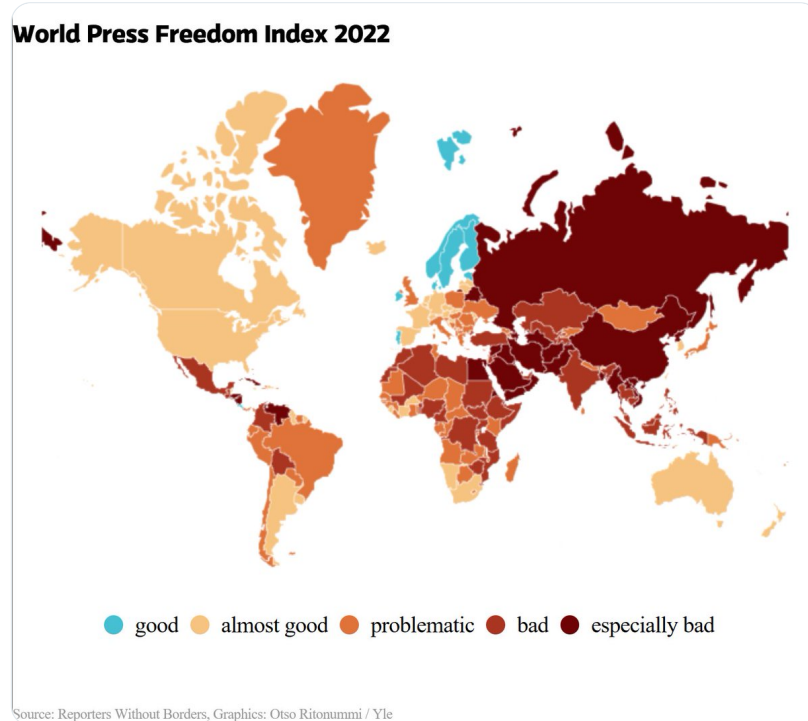 World Press Freedom Index 2022
good almost good problematic bad especially bad
Source: Reporters Without Borders, Graphics: Otso Ritonummi / Yle